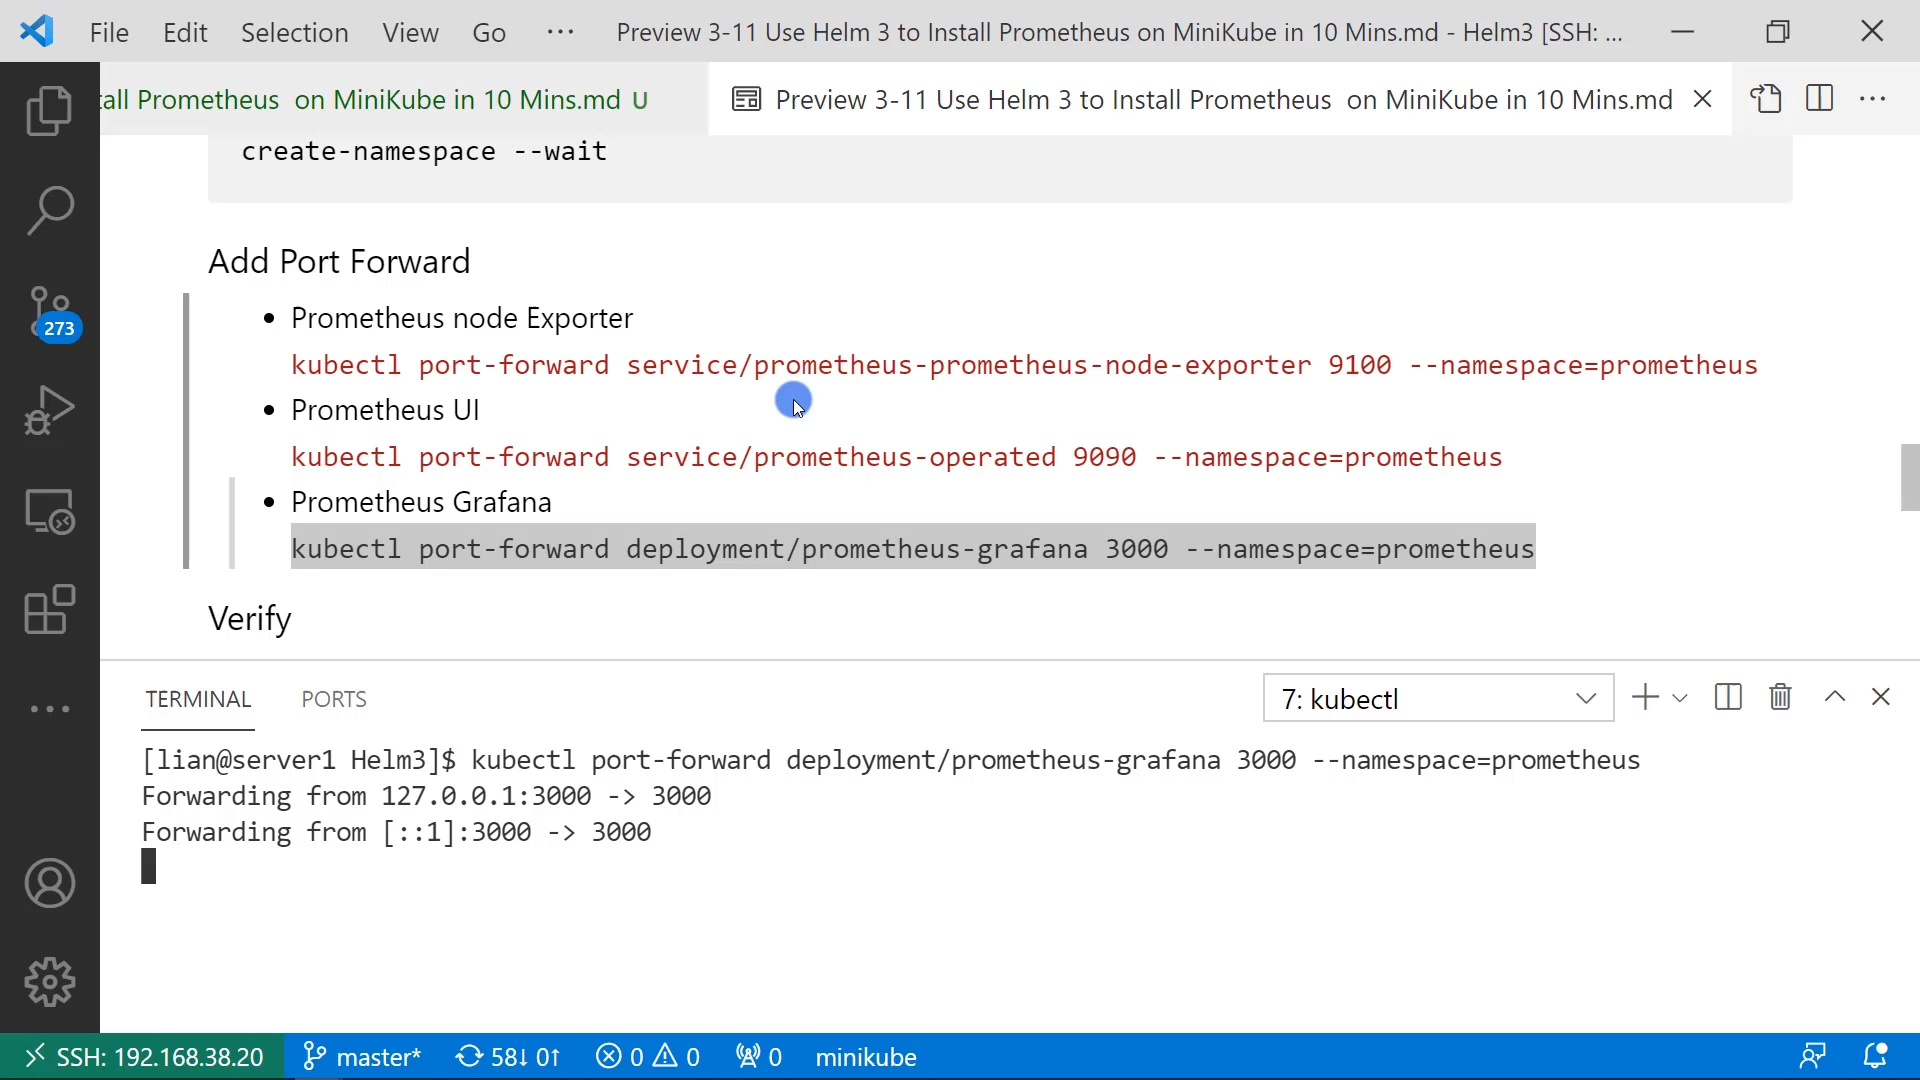 File Edit Selection View Go ··· Preview 3-11 Use Helm 3 to Install Prometheus on MiniKube in 10 Mins.md - Helm3 [SSH: ...
tall Prometheus on MiniKube in 10 Mins.md U
Preview 3-11 Use Helm 3 to Install Prometheus on MiniKube in 10 Mins.md
create-namespace --wait
Add Port Forward
273
• Prometheus node Exporter
kubectl port-forward service/prometheus-prometheus-node-exporter 9100 --namespace=prometheus
• Prometheus UI
kubectl port-forward service/prometheus-operated 9090 --namespace=prometheus
• Prometheus Grafana
kubectl port-forward deployment/prometheus-grafana 3000 --namespace=prometheus
Verify
TERMINAL PORTS 7: kubectl
[lian@server1 Helm3]$ kubectl port-forward deployment/prometheus-grafana 3000 --namespace=prometheus
Forwarding from 127.0.0.1:3000 -> 3000
Forwarding from [::1]:3000 -> 3000
SSH: 192.168.38.20 master* 58↓ 0↑ 0 0 0 minikube